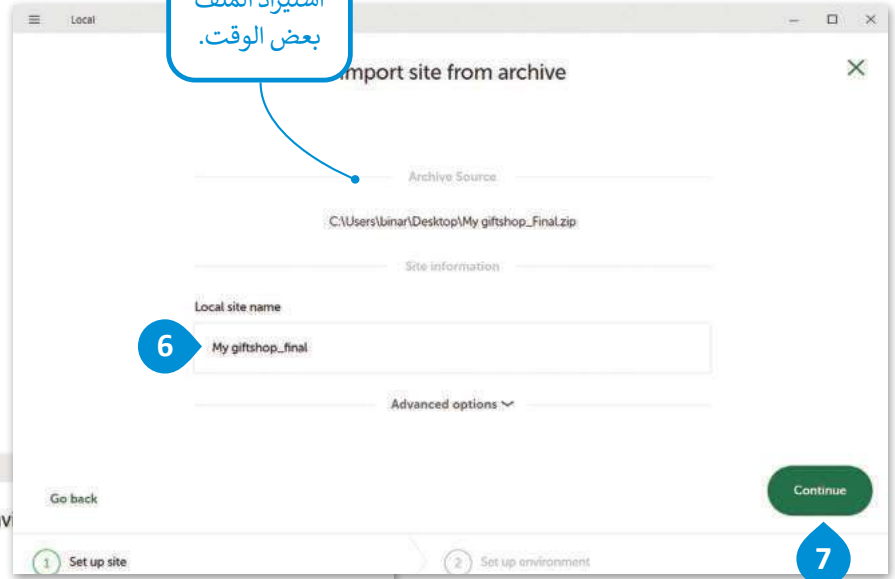 استيراد الملف
بعض الوقت.
Local
Import site from archive
Archive Source
C:\Users\binar\Desktop\My giftshop_Final.zip
Site information
Local site name
6
My giftshop_final
Advanced options
Go back
Continue
1 Set up site
2 Set up environment
7